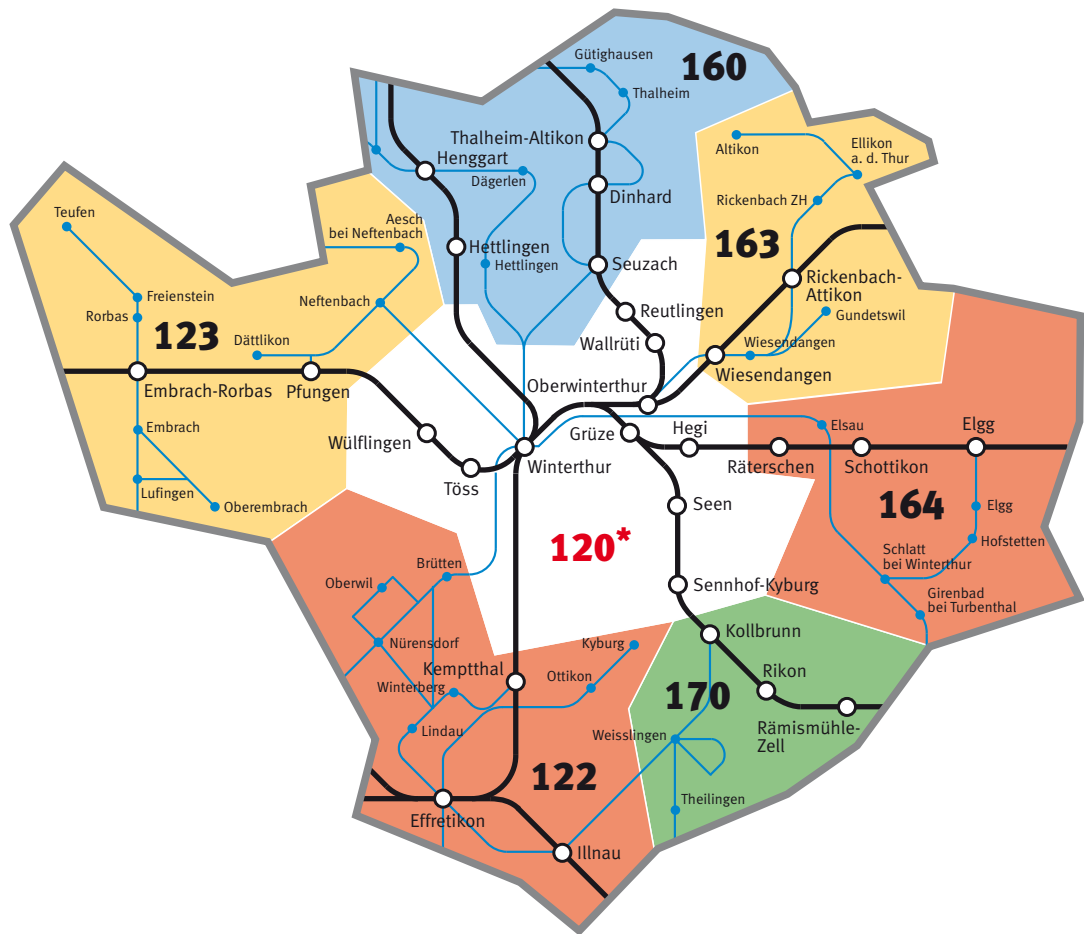 Gütighausen
160
Thalheim
Thalheim-Altikon
Altikon
Ellikon
a. d. Thur
Henggart
Dägerlen
Dinhard
Rickenbach ZH
Teufen
Aesch
bei Neftenbach
Hettlingen
Hettlingen
Seuzach
163
Rickenbach-
Attikon
Gundetswil
Freienstein
Rorbas
Neftenbach
123
Dättlikon
Reutlingen
Wallrüti
Wiesendangen
Wiesendangen
Embrach-Rorbas
Pfungen
Oberwinterthur
Embrach
Wülflingen
Grüze
Hegi
Elsau
Elgg
Winterthur
Räterschen
Schottikon
Töss
Lufingen
Oberembrach
Seen
164
Elgg
Hofstetten
120*
Schlatt
bei Winterthur
Brütten
Oberwil
Sennhof-Kyburg
Girenbad
bei Turbenthal
Nürensdorf
Kyburg
Kollbrunn
Kemptthal
Ottikon
Rikon
Winterberg
170
Lindau
Weisslingen
Rämismühle-
Zell
122
Theilingen
Effretikon
Illnau